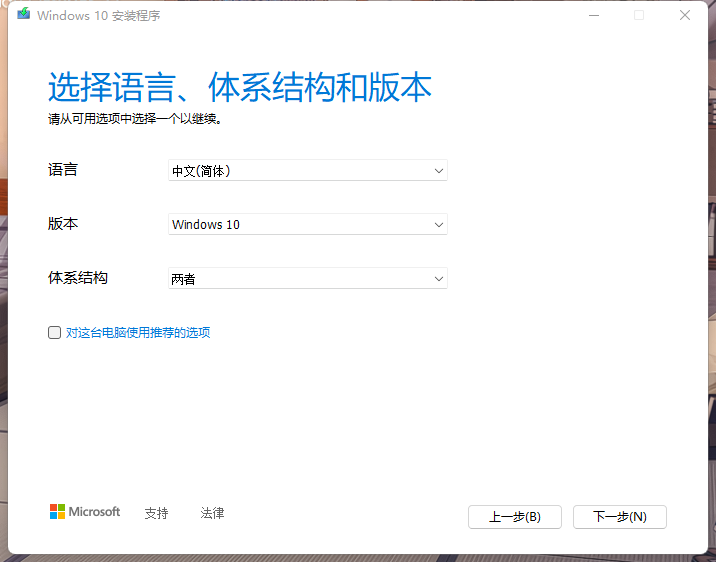 Windows 10 安装程序
选择语言、体系结构和版本
请从可用选项中选择一个以继续。
语言 中文(简体)
版本 Windows 10
体系结构 两者
对这台电脑使用推荐的选项
Microsoft 支持 法律 上一步(B) 下一步(N)